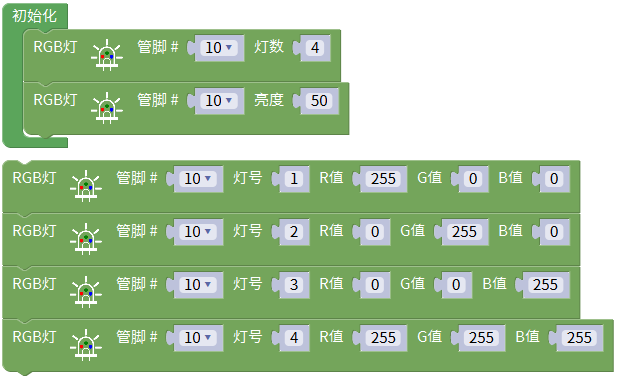 初始化
RGB灯 管脚 # 10 灯数 4
RGB灯 管脚 # 10 亮度 50
RGB灯 管脚 # 10 灯号 1 R值 255 G值 0 B值 0
RGB灯 管脚 # 10 灯号 2 R值 0 G值 255 B值 0
RGB灯 管脚 # 10 灯号 3 R值 0 G值 0 B值 255
RGB灯 管脚 # 10 灯号 4 R值 255 G值 255 B值 255